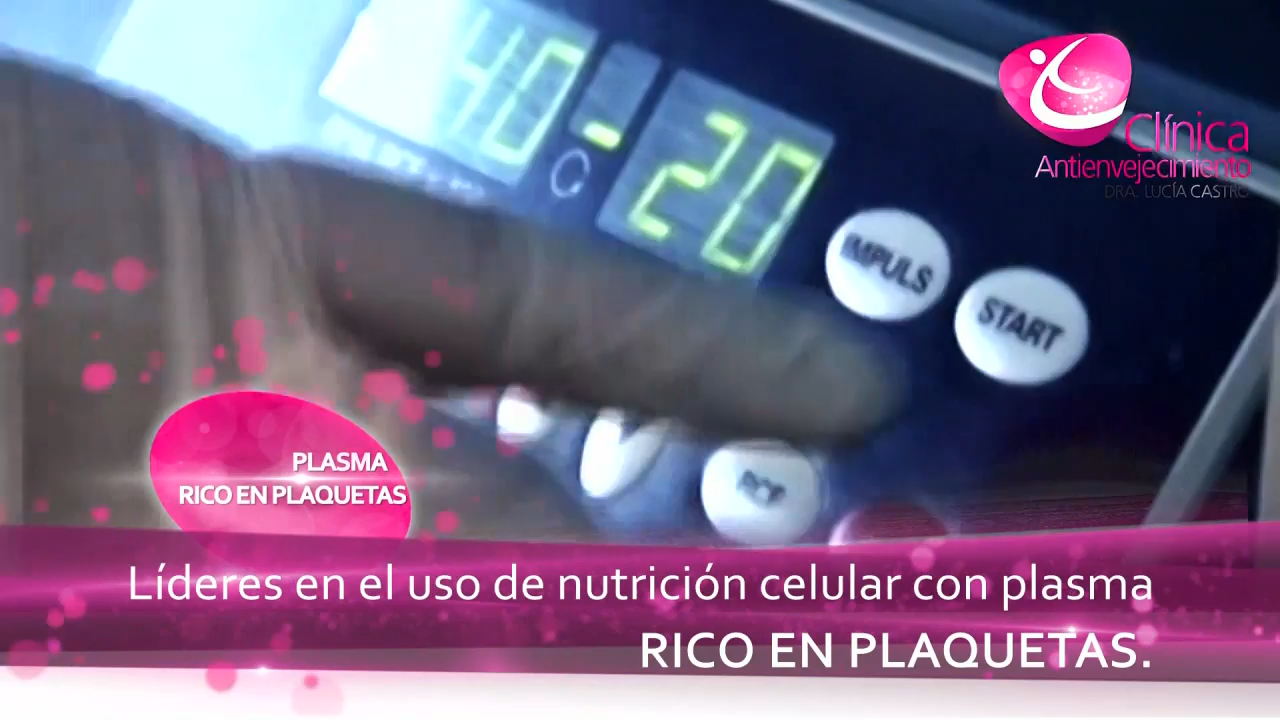 40-20
IMPULS
START
RCF
Clínica
Antienvejecimiento
DRA. LUCÍA CASTRO
PLASMA
RICO EN PLAQUETAS
Líderes en el uso de nutrición celular con plasma
RICO EN PLAQUETAS.